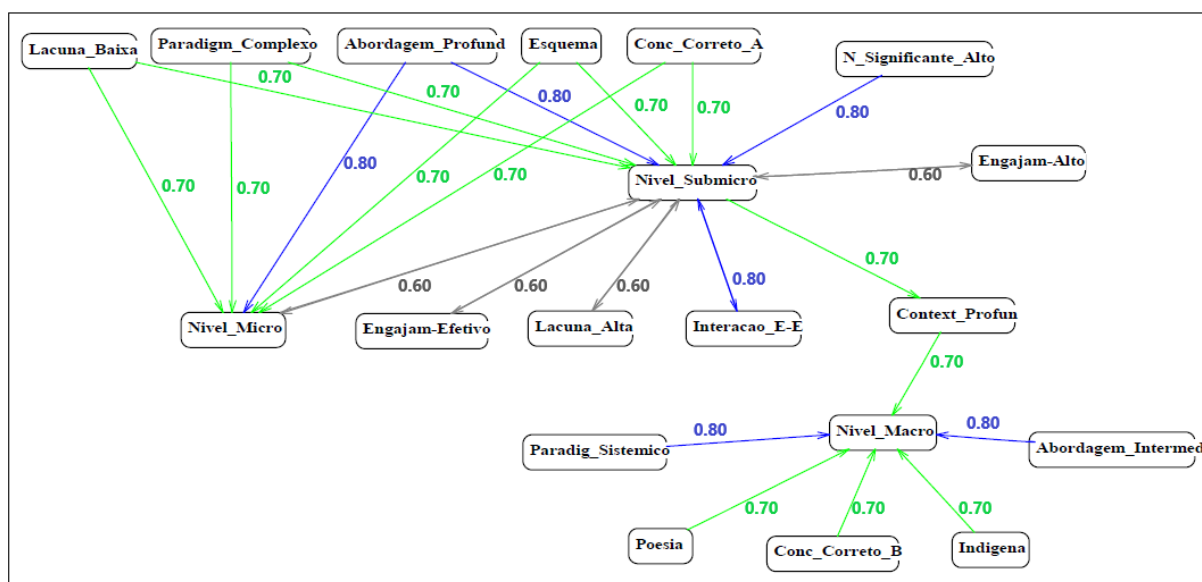 Lacuna_Baixa
Paradigm_Complexo
Abordagem_Profund
Esquema
Conc_Correto_A
N_Significante_Alto
0.70
0.70
0.80
0.70
0.70
0.80
0.80
0.70
0.70
0.70
0.70
Nivel_Submicro
0.60
Engajam-Alto
0.70
0.60
0.60
0.60
0.80
Nivel_Micro
Engajam-Efetivo
Lacuna_Alta
Interacao_E-E
Context_Profun
0.70
Paradig_Sistemico
0.80
Nivel_Macro
0.80
Abordagem_Intermed
0.70
0.70
0.70
Poesia
Conc_Correto_B
Indigena